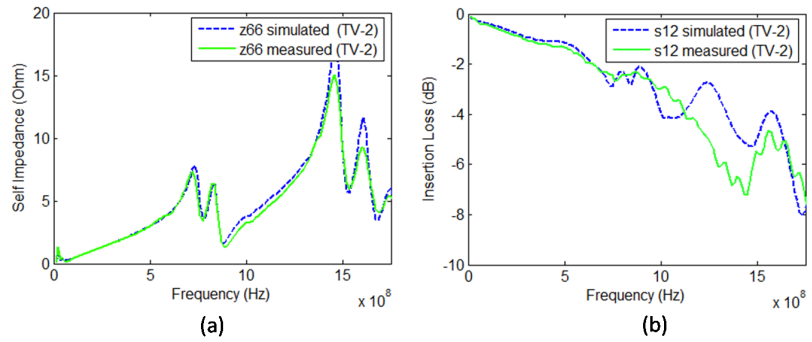 20
15
10
5
0
Self Impedance (Ohm)
z66 simulated (TV-2)
z66 measured (TV-2)
0
5
10
15
Frequency (Hz)
x 10^8
(a)
0
-2
-4
-6
-8
-10
Insertion Loss (dB)
s12 simulated (TV-2)
s12 measured (TV-2)
0
5
10
15
Frequency (Hz)
x 10^8
(b)